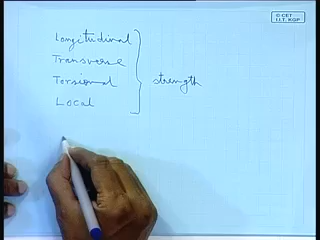 © CET
I.I.T. KGP
Longitudinal
Transverse
Torsional
Local
strength